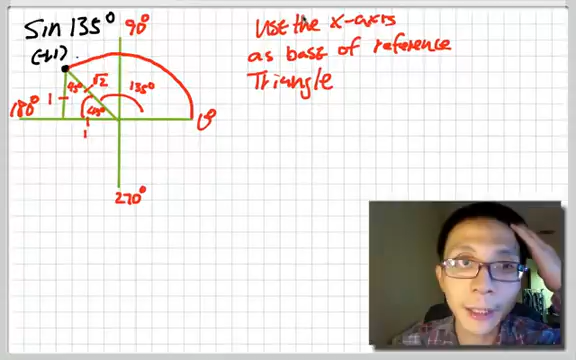 Sin 135°
90°
Use the x-axis
as base of reference
Triangle
(-1,1)
√2
45°
135°
1
45°
180°
0°
1
270°